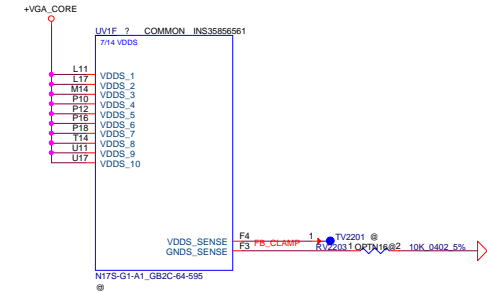 +VGA_CORE
UV1F ? COMMON INS35856561
7/14 VDDS
L11 VDDS_1
L17 VDDS_2
M14 VDDS_3
P10 VDDS_4
P12 VDDS_5
P16 VDDS_6
P18 VDDS_7
T14 VDDS_8
U11 VDDS_9
U17 VDDS_10
VDDS_SENSE F4 1 TV2201 @
GNDS_SENSE F3 FB_CLAMP RV2203 1 OPTN16@ 2 10K_0402_5%
N17S-G1-A1_GB2C-64-595
@